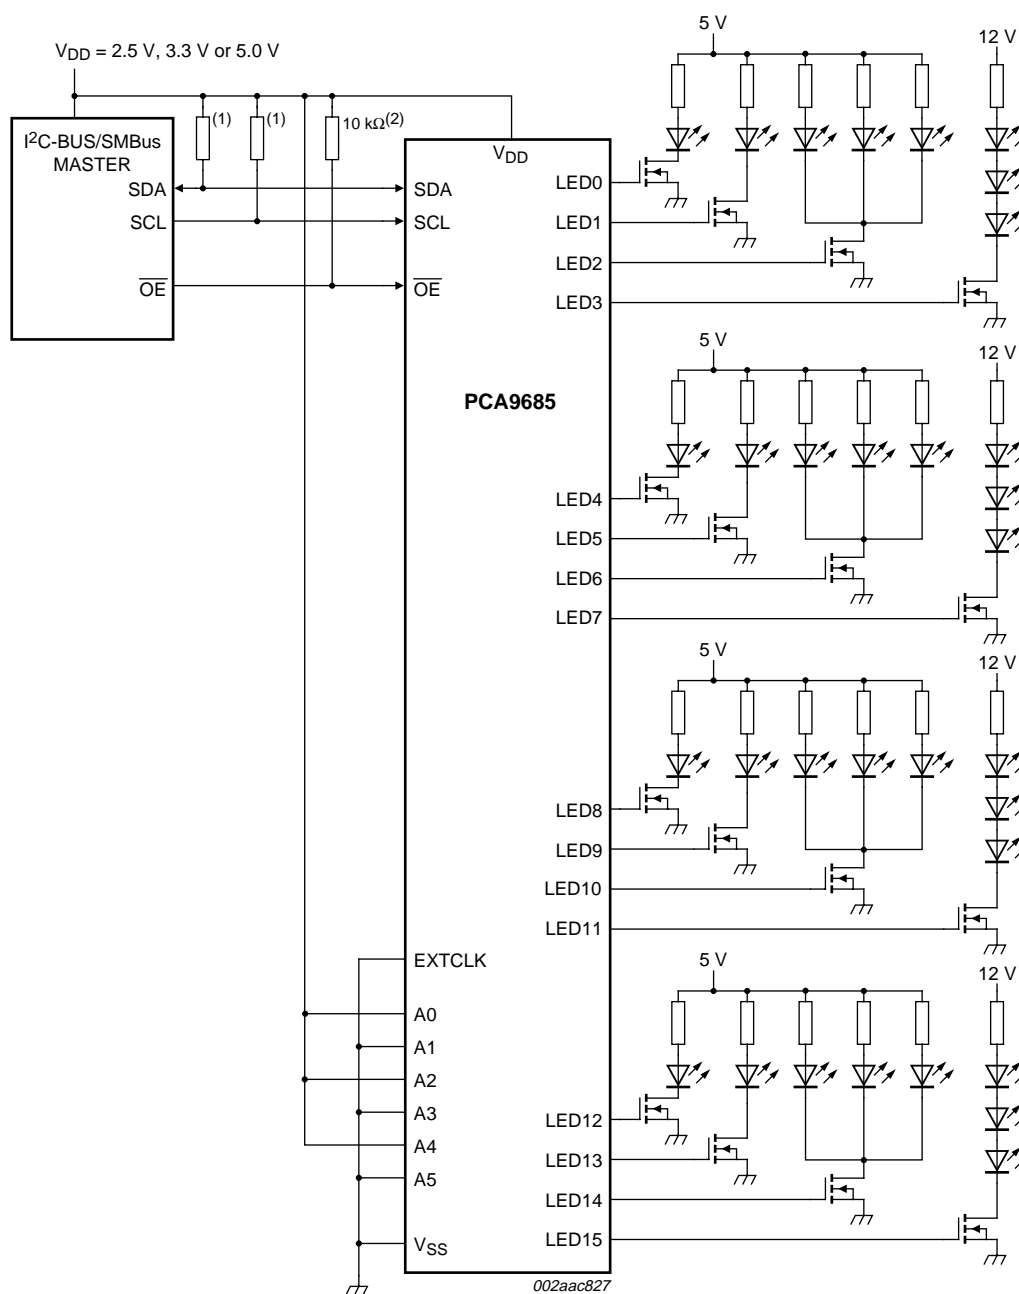 5 V
12 V
V_DD = 2.5 V, 3.3 V or 5.0 V
(1)
(1)
10 kΩ(2)
I²C-BUS/SMBus
MASTER
SDA
SCL
OE
V_DD
SDA
SCL
OE
PCA9685
LED0
LED1
LED2
LED3
5 V
12 V
LED4
LED5
LED6
LED7
5 V
12 V
LED8
LED9
LED10
LED11
5 V
12 V
EXTCLK
A0
A1
A2
A3
A4
A5
V_SS
LED12
LED13
LED14
LED15
002aac827